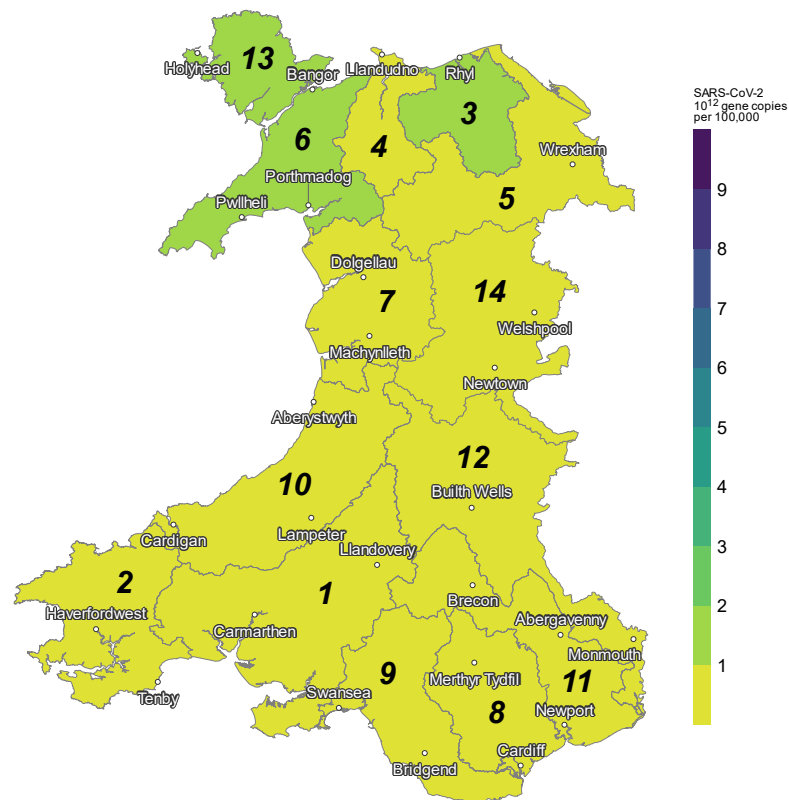 Holyhead
13
Bangor
Llandudno
Rhyl
3
6
4
Wrexham
Porthmadog
Pwllheli
5
Dolgellau
7
14
Welshpool
Machynlleth
Newtown
Aberystwyth
12
10
Builth Wells
Cardigan
Lampeter
Llandovery
2
1
Brecon
Haverfordwest
Carmarthen
Abergavenny
Monmouth
9
Merthyr Tydfil
11
Tenby
Swansea
8
Newport
Cardiff
Bridgend
SARS-CoV-2
10¹² gene copies
per 100,000
9
8
7
6
5
4
3
2
1